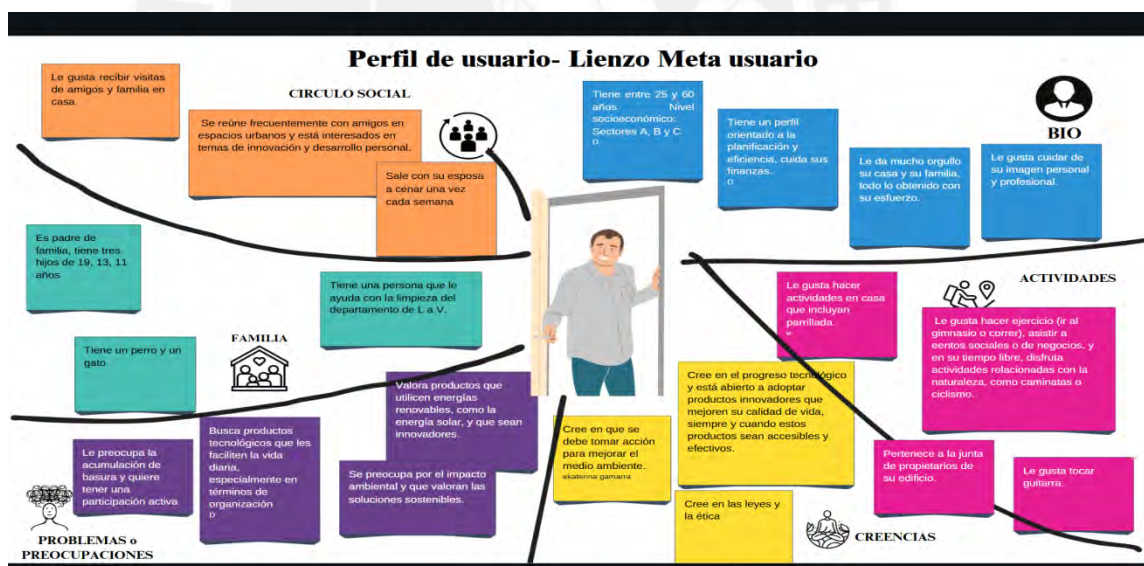 Perfil de usuario- Lienzo Meta usuario
Le gusta recibir visitas
de amigos y familia en
casa
CIRCULO SOCIAL
Se reúne frecuentemente con amigos en
espacios urbanos y está interesados en
temas de innovación y desarrollo personal.
Sale con su esposa
a cenar una vez
cada semana
Tiene entre 25 y 60
años Nivel
socioeconómico:
Sectores A, B y C
D
Tiene un perfil
orientado a la
planificación y
eficiencia, cuida sus
finanzas.
D
Le da mucho orgullo
su casa y su familia,
todo lo obtenido con
su esfuerzo.
BIO
Le gusta cuidar de
su imagen personal
y profesional.
Es padre de
familia, tiene tres
hijos de 19, 13, 11
años
Tiene una persona que le
ayuda con la limpieza del
departamento de L a V.
FAMILIA
Tiene un perro y un
gato
ACTIVIDADES
Le gusta hacer
actividades en casa
que incluyan
parrillada.
Le gusta hacer ejercicio (ir al
gimnasio o correr), asistir a
eentos sociales o de negocios, y
en su tiempo libre, disfruta
actividades relacionadas con la
naturaleza, como caminatas o
ciclismo.
Pertenece a la junta
de propietarios de
su edificio.
Le gusta tocar
guitarra.
Le preocupa la
acumulación de
basura y quiere
tener una
participación activa
Busca productos
tecnológicos que les
faciliten la vida
diaria,
especialmente en
términos de
organización
D
Valora productos que
utilicen energías
renovables, como la
energía solar, y que sean
innovadores.
Se preocupa por el impacto
ambiental y que valoran las
soluciones sostenibles.
PROBLEMAS o
PREOCUPACIONES
Cree en que se
debe tomar acción
para mejorar el
medio ambiente.
ekaterina gamarra
Cree en el progreso tecnológico
y está abierto a adoptar
productos innovadores que
mejoren su calidad de vida,
siempre y cuando estos
productos sean accesibles y
efectivos.
Cree en las leyes y
la ética
CREENCIAS